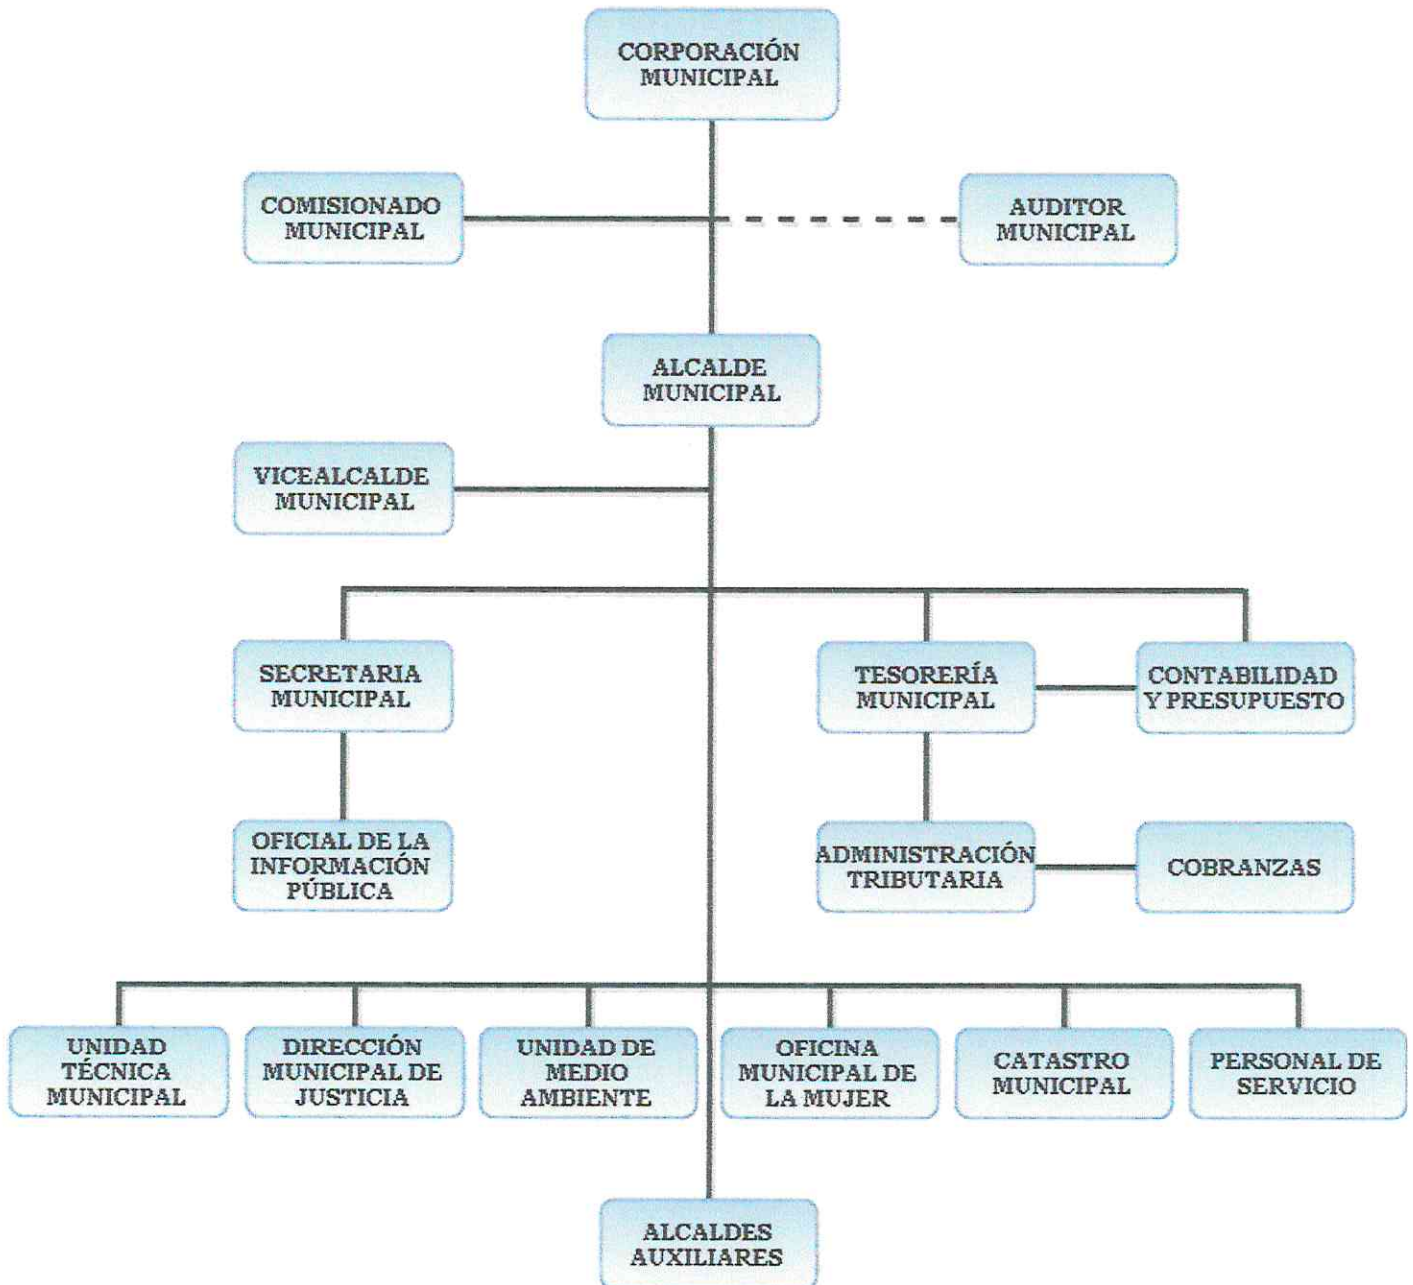 CORPORACIÓN
MUNICIPAL
COMISIONADO
MUNICIPAL
AUDITOR
MUNICIPAL
ALCALDE
MUNICIPAL
VICEALCALDE
MUNICIPAL
SECRETARIA
MUNICIPAL
TESORERÍA
MUNICIPAL
CONTABILIDAD
Y PRESUPUESTO
OFICIAL DE LA
INFORMACIÓN
PÚBLICA
ADMINISTRACIÓN
TRIBUTARIA
COBRANZAS
UNIDAD
TÉCNICA
MUNICIPAL
DIRECCIÓN
MUNICIPAL DE
JUSTICIA
UNIDAD DE
MEDIO
AMBIENTE
OFICINA
MUNICIPAL DE
LA MUJER
CATASTRO
MUNICIPAL
PERSONAL DE
SERVICIO
ALCALDES
AUXILIARES